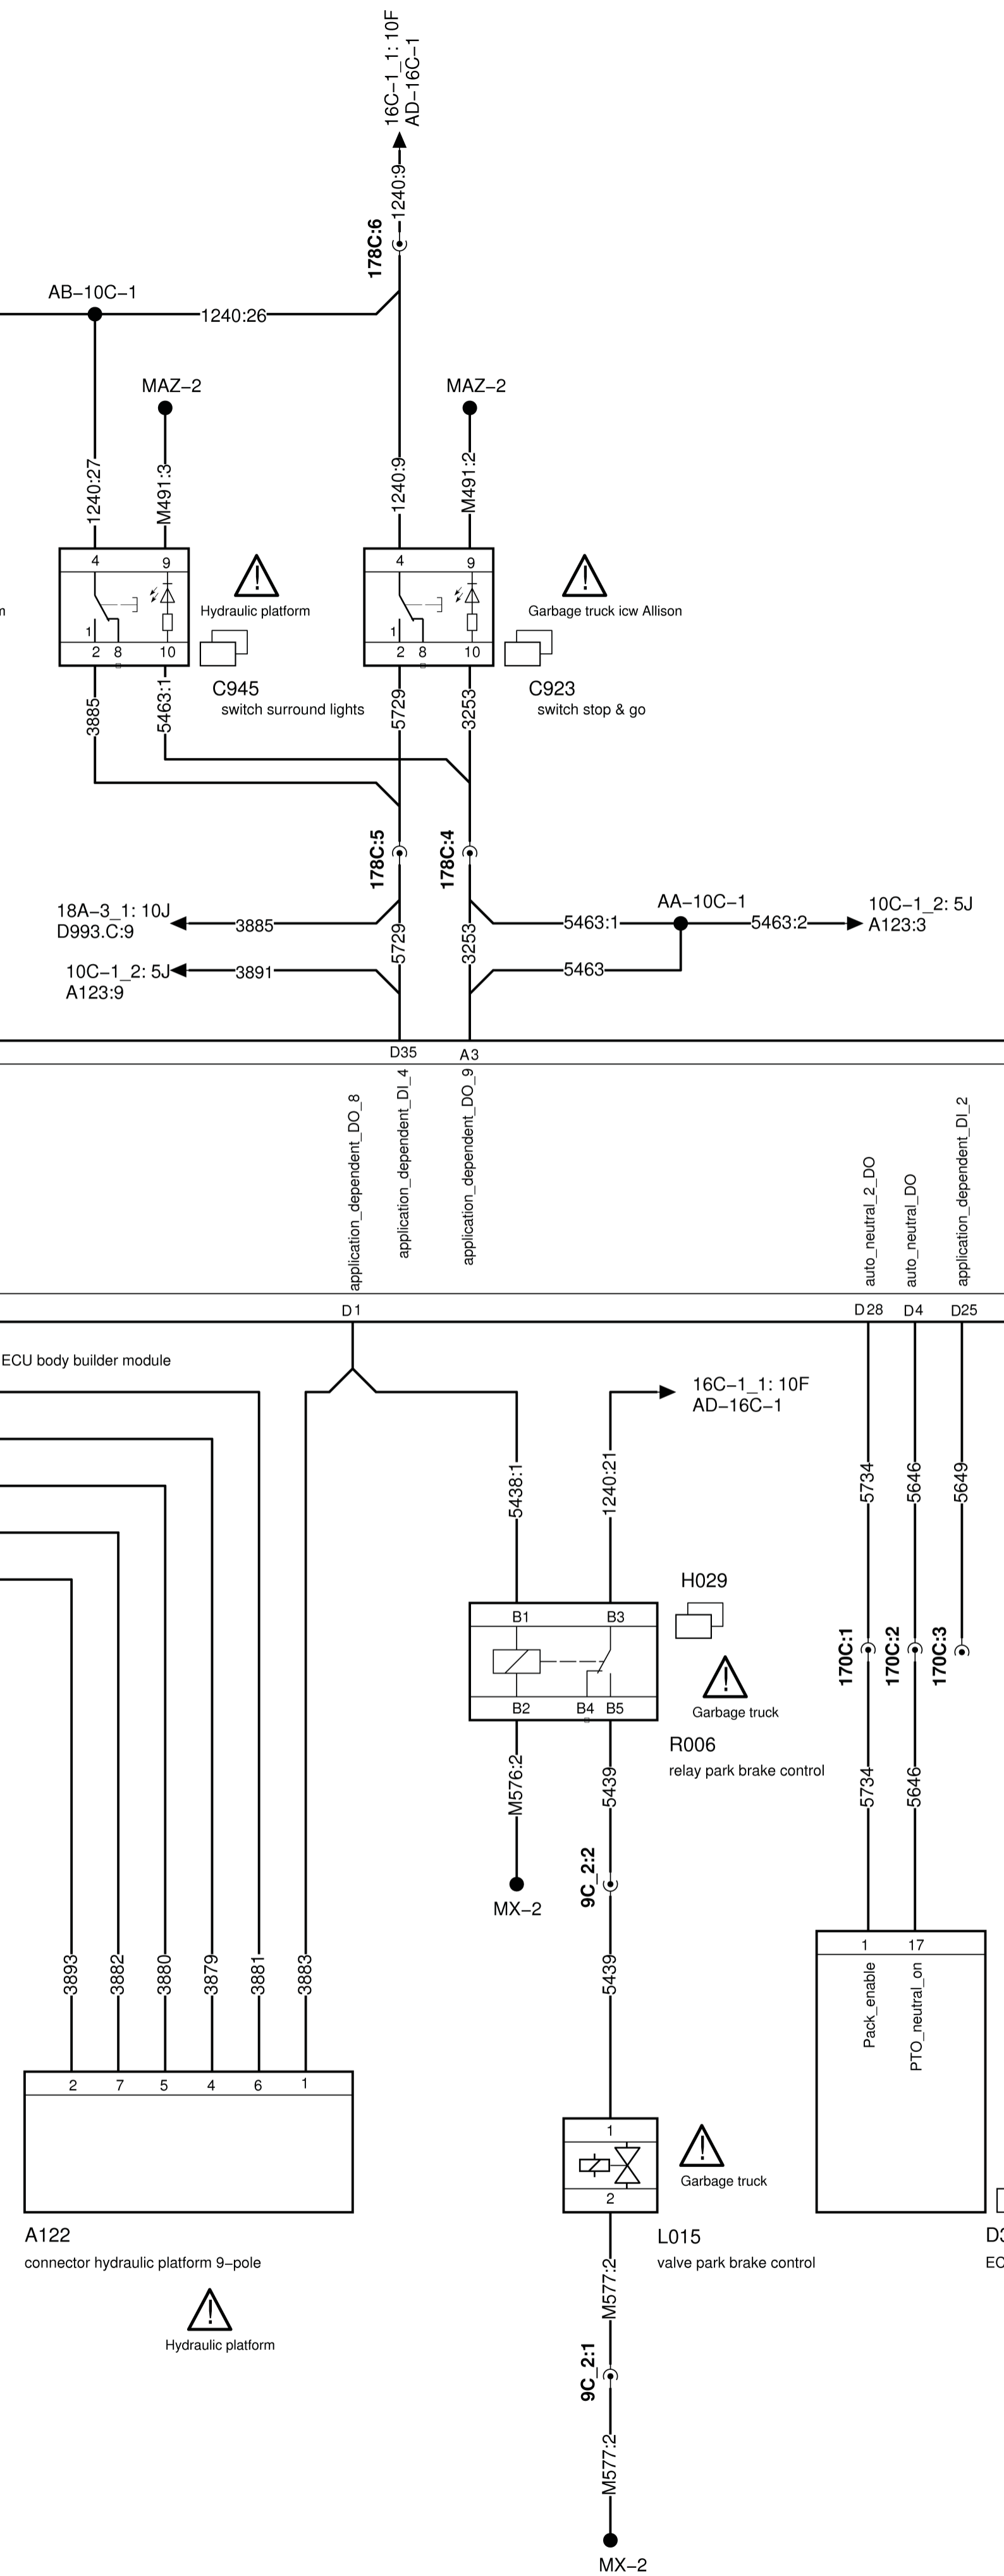 16C–1_1: 10F
AD–16C–1
1240:9
178C:6
AB–10C–1
1240:26
MAZ–2
MAZ–2
1240:27
M491:3
1240:9
M491:2
4
9
4
9
Hydraulic platform
Garbage truck icw Allison
1
1
2
8
10
2
8
10
C945
switch surround lights
C923
switch stop & go
3885
5463:1
5729
3253
178C:5
178C:4
18A–3_1: 10J
D993.C:9
3885
10C–1_2: 5J
A123:9
3891
5729
3253
AA–10C–1
5463:1
5463:2
5463
10C–1_2: 5J
A123:3
D35
A3
application_dependent_DO_8
application_dependent_DI_4
application_dependent_DO_9
auto_neutral_2_DO
auto_neutral_DO
application_dependent_DI_2
D1
D28
D4
D25
ECU body builder module
16C–1_1: 10F
AD–16C–1
5438:1
1240:21
5734
5646
5649
H029
B1
B3
B2
B4
B5
Garbage truck
R006
relay park brake control
170C:1
170C:2
170C:3
M576:2
5439
5734
5646
MX–2
9C_2:2
3893
3882
3880
3879
3881
3883
5439
1
17
Pack_enable
PTO_neutral_on
2
7
5
4
6
1
1
2
Garbage truck
A122
connector hydraulic platform 9–pole
L015
valve park brake control
Hydraulic platform
M577:2
9C_2:1
M577:2
MX–2